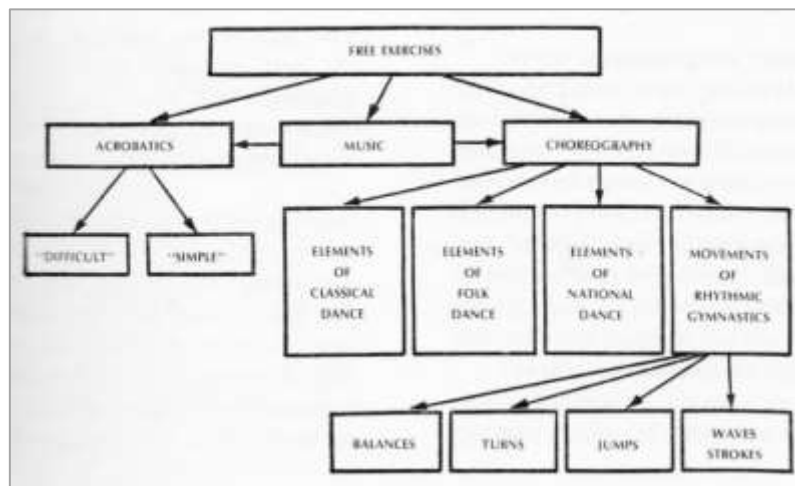 FREE EXERCISES
ACROBATICS
MUSIC
CHOREOGRAPHY
"DIFFICULT"
"SIMPLE"
ELEMENTS
OF
CLASSICAL
DANCE
ELEMENTS
OF
FOLK
DANCE
ELEMENTS
OF
NATIONAL
DANCE
MOVEMENTS
OF
RHYTHMIC
GYMNASTICS
BALANCES
TURNS
JUMPS
WAVES
STROKES